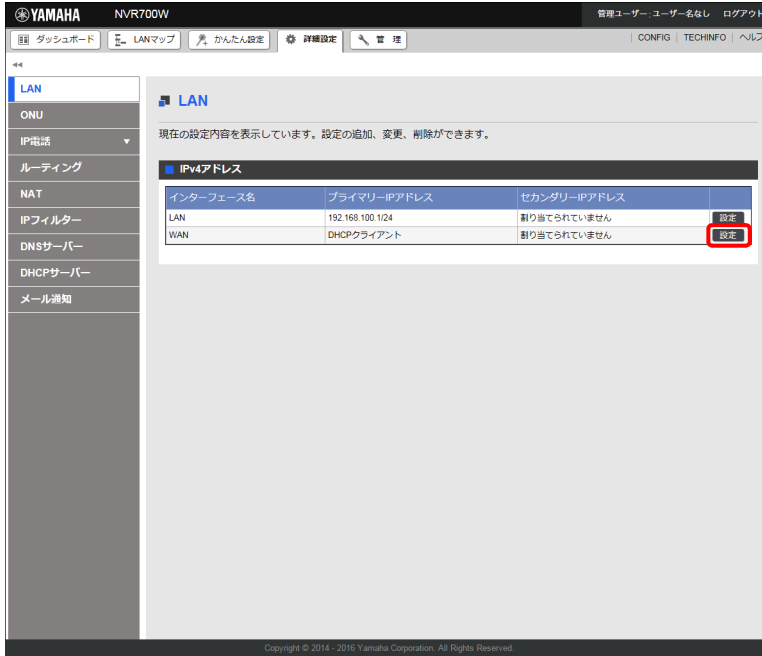 YAMAHA NVR700W 管理ユーザー:ユーザー名なし ログアウト
ダッシュボード LANマップ かんたん設定 詳細設定 管 理 CONFIG TECHINFO ヘルプ
LAN
ONU
IP電話
ルーティング
NAT
IPフィルター
DNSサーバー
DHCPサーバー
メール通知
LAN
現在の設定内容を表示しています。設定の追加、変更、削除ができます。
IPv4アドレス
インターフェース名 プライマリーIPアドレス セカンダリーIPアドレス
LAN 192.168.100.1/24 割り当てられていません 設定
WAN DHCPクライアント 割り当てられていません 設定
Copyright © 2014 - 2016 Yamaha Corporation. All Rights Reserved.